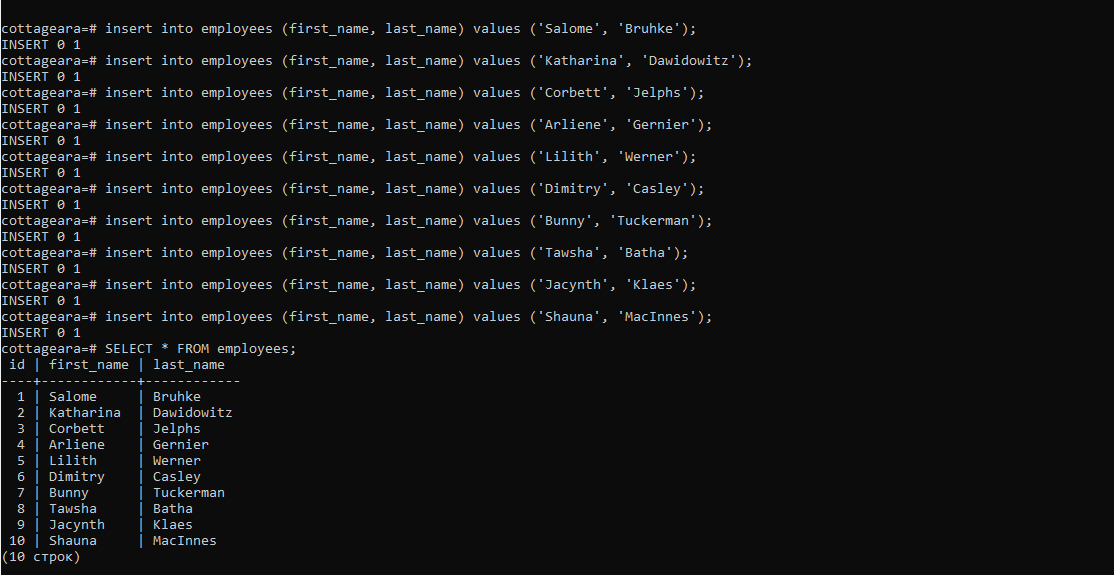 cottageara=# insert into employees (first_name, last_name) values ('Salome', 'Bruhke');
INSERT 0 1
cottageara=# insert into employees (first_name, last_name) values ('Katharina', 'Dawidowitz');
INSERT 0 1
cottageara=# insert into employees (first_name, last_name) values ('Corbett', 'Jelphs');
INSERT 0 1
cottageara=# insert into employees (first_name, last_name) values ('Arliene', 'Gernier');
INSERT 0 1
cottageara=# insert into employees (first_name, last_name) values ('Lilith', 'Werner');
INSERT 0 1
cottageara=# insert into employees (first_name, last_name) values ('Dimitry', 'Casley');
INSERT 0 1
cottageara=# insert into employees (first_name, last_name) values ('Bunny', 'Tuckerman');
INSERT 0 1
cottageara=# insert into employees (first_name, last_name) values ('Tawsha', 'Batha');
INSERT 0 1
cottageara=# insert into employees (first_name, last_name) values ('Jacynth', 'Klaes');
INSERT 0 1
cottageara=# insert into employees (first_name, last_name) values ('Shauna', 'MacInnes');
INSERT 0 1
cottageara=# SELECT * FROM employees;
 id | first_name | last_name
----+------------+------------
  1 | Salome     | Bruhke
  2 | Katharina  | Dawidowitz
  3 | Corbett    | Jelphs
  4 | Arliene    | Gernier
  5 | Lilith     | Werner
  6 | Dimitry    | Casley
  7 | Bunny      | Tuckerman
  8 | Tawsha     | Batha
  9 | Jacynth    | Klaes
 10 | Shauna     | MacInnes
(10 строк)